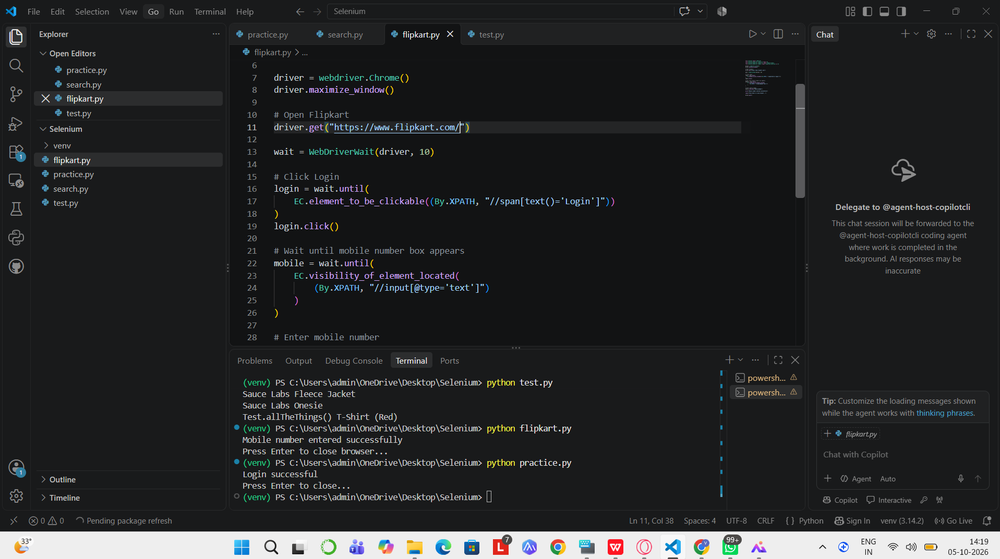 File Edit Selection View Go Run Terminal Help
Selenium
Explorer
Open Editors
practice.py
search.py
flipkart.py
test.py
Selenium
venv
flipkart.py
practice.py
search.py
test.py
Outline
Timeline
1
1
practice.py search.py flipkart.py test.py
flipkart.py > ...
6
7 driver = webdriver.Chrome()
8 driver.maximize_window()
9
10 # Open Flipkart
11 driver.get("https://www.flipkart.com/")
12
13 wait = WebDriverWait(driver, 10)
14
15 # Click Login
16 login = wait.until(
17 EC.element_to_be_clickable((By.XPATH, "//span[text()='Login']"))
18 )
19 login.click()
20
21 # Wait until mobile number box appears
22 mobile = wait.until(
23 EC.visibility_of_element_located(
24 (By.XPATH, "//input[@type='text']")
25 )
26 )
27
28 # Enter mobile number
Problems Output Debug Console Terminal Ports
(venv) PS C:\Users\admin\OneDrive\Desktop\Selenium> python test.py
Sauce Labs Fleece Jacket
Sauce Labs Onesie
Test.allTheThings() T-Shirt (Red)
(venv) PS C:\Users\admin\OneDrive\Desktop\Selenium> python flipkart.py
Mobile number entered successfully
Press Enter to close browser...
(venv) PS C:\Users\admin\OneDrive\Desktop\Selenium> python practice.py
Login successful
Press Enter to close...
(venv) PS C:\Users\admin\OneDrive\Desktop\Selenium>
powersh...
powersh...
Chat
Delegate to @agent-host-copilotcli
This chat session will be forwarded to the
@agent-host-copilotcli coding agent
where work is completed in the
background. AI responses may be
inaccurate
Tip: Customize the loading messages shown
while the agent works with thinking phrases.
flipkart.py
Chat with Copilot
Agent Auto
Copilot Interactive
0 0 Pending package refresh
Ln 11, Col 38 Spaces: 4 UTF-8 CRLF { } Python Sign In venv (3.14.2) Go Live
33°
7
99+
ENG
IN
14:19
05-10-2026